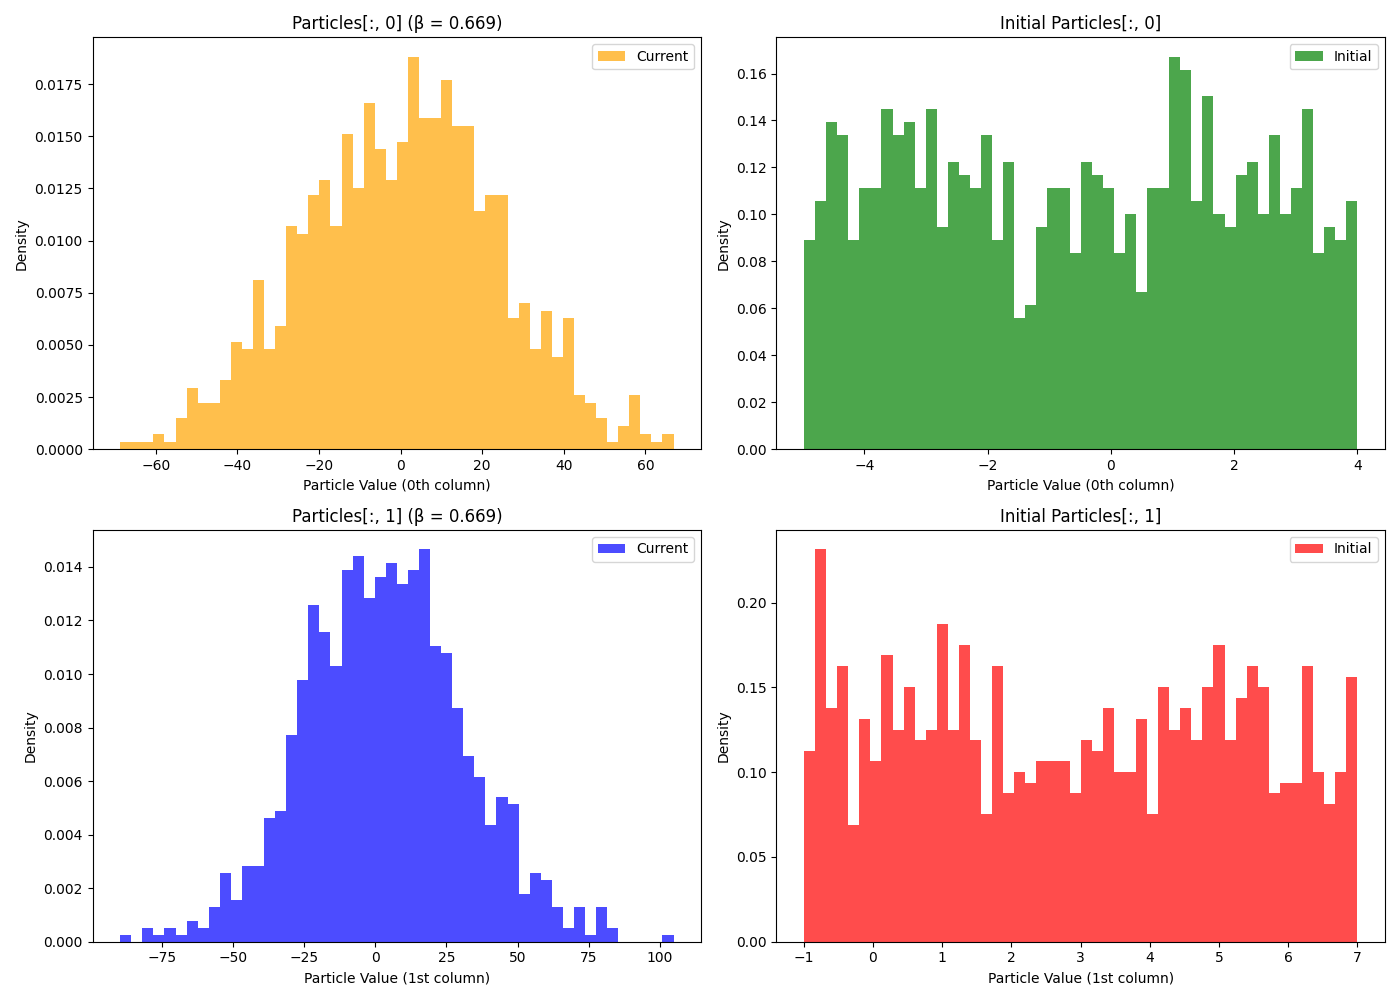 Particles[:, 0] (β = 0.669)
Current
Density
0.0175
0.0150
0.0125
0.0100
0.0075
0.0050
0.0025
0.0000
−60 −40 −20 0 20 40 60
Particle Value (0th column)
Initial Particles[:, 0]
Initial
Density
0.16
0.14
0.12
0.10
0.08
0.06
0.04
0.02
0.00
−4 −2 0 2 4
Particle Value (0th column)
Particles[:, 1] (β = 0.669)
Current
Density
0.014
0.012
0.010
0.008
0.006
0.004
0.002
0.000
−75 −50 −25 0 25 50 75 100
Particle Value (1st column)
Initial Particles[:, 1]
Initial
Density
0.20
0.15
0.10
0.05
0.00
−1 0 1 2 3 4 5 6 7
Particle Value (1st column)